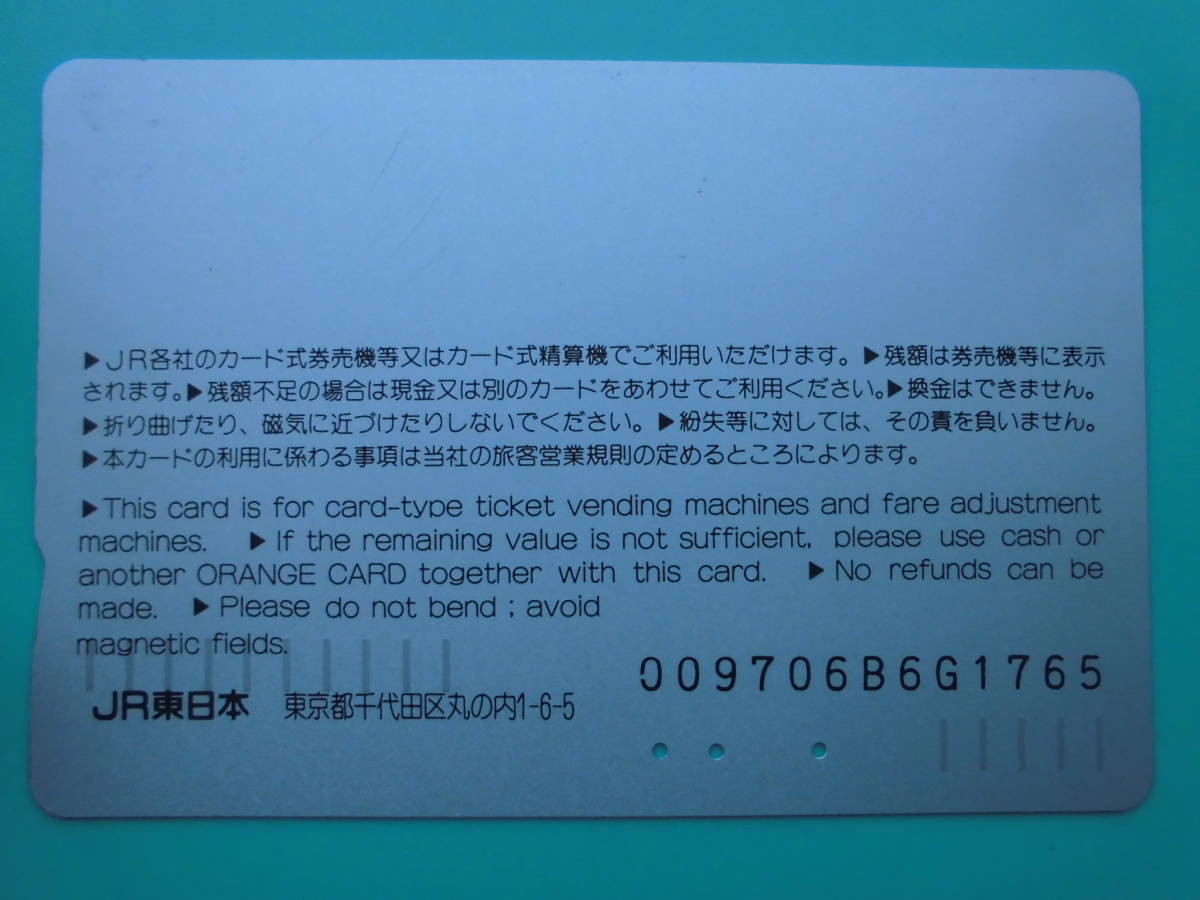 ▶JR各社のカード式券売機等又はカード式精算機でご利用いただけます。▶残額は券売機等に表示
されます。▶残額不足の場合は現金又は別のカードをあわせてご利用ください。▶換金はできません。
▶折り曲げたり、磁気に近づけたりしないでください。▶紛失等に対しては、その責を負いません。
▶本カードの利用に係わる事項は当社の旅客営業規則の定めるところによります。
▶This card is for card-type ticket vending machines and fare adjustment
machines. ▶If the remaining value is not sufficient, please use cash or
another ORANGE CARD together with this card. ▶No refunds can be
made. ▶Please do not bend ; avoid
magnetic fields.
009706B6G1765
JR東日本 東京都千代田区丸の内1-6-5